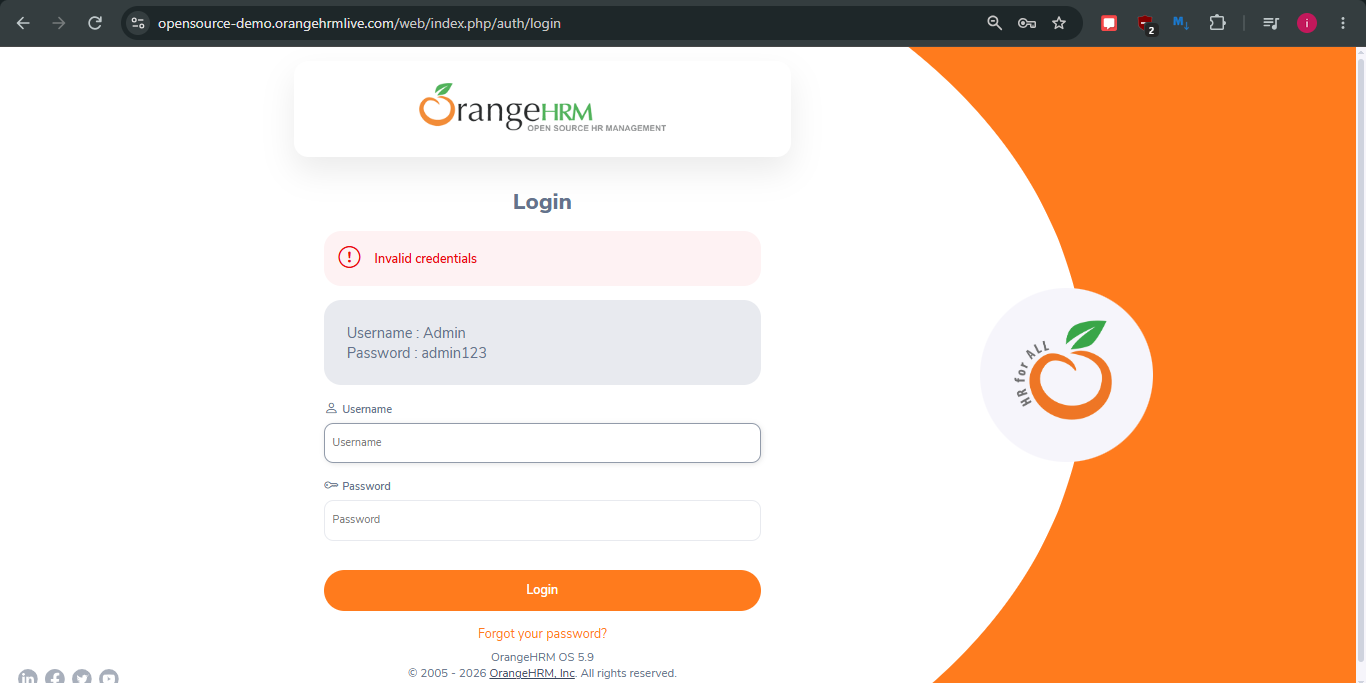 opensource-demo.orangehrmlive.com/web/index.php/auth/login
M↓
2
i
OrangeHRM
OPEN SOURCE HR MANAGEMENT
Login
! Invalid credentials
Username : Admin
Password : admin123
HR for ALL
Username
Username
Password
Password
Login
Forgot your password?
OrangeHRM OS 5.9
© 2005 - 2026 OrangeHRM, Inc. All rights reserved.
in